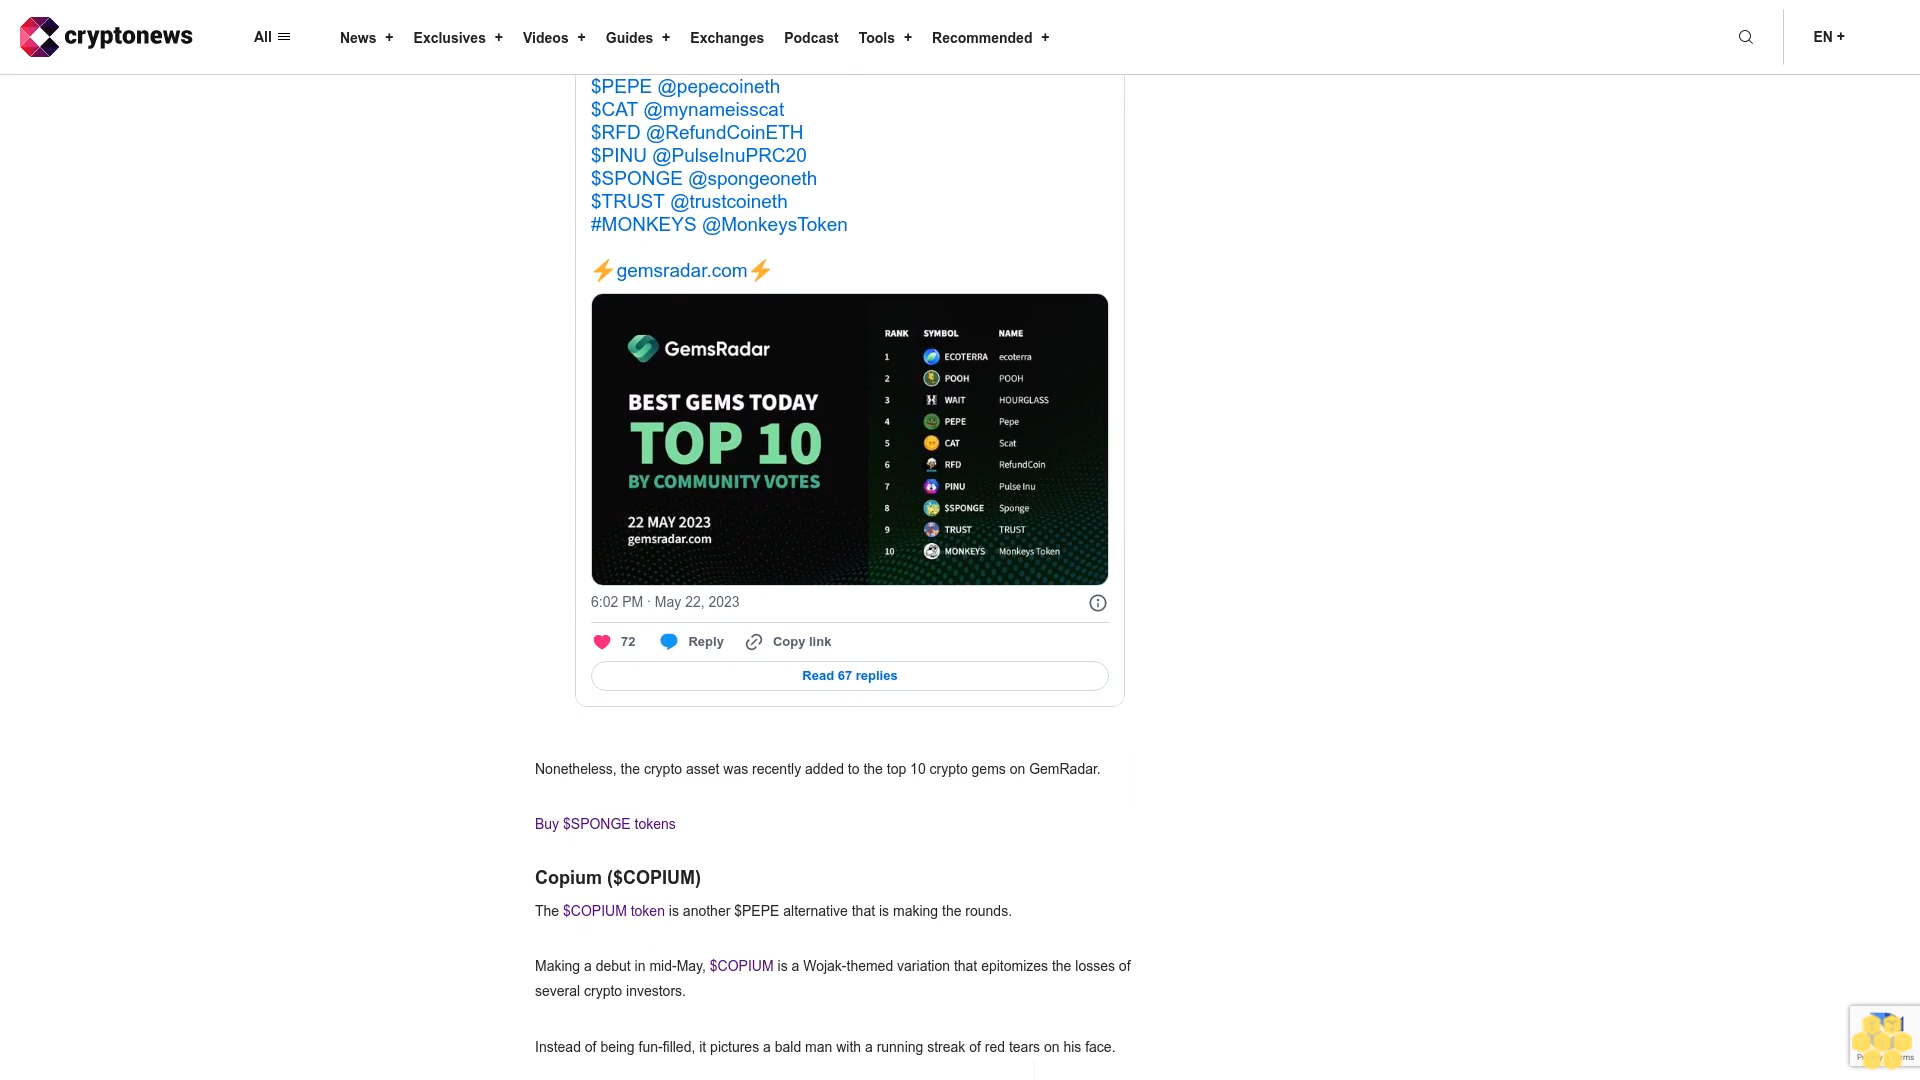 cryptonews
All
News +
Exclusives +
Videos +
Guides +
Exchanges
Podcast
Tools +
Recommended +
EN +
$PEPE @pepecoineth
$CAT @mynameisscat
$RFD @RefundCoinETH
$PINU @PulseInuPRC20
$SPONGE @spongeoneth
$TRUST @trustcoineth
#MONKEYS @MonkeysToken
⚡gemsradar.com⚡
GemsRadar
BEST GEMS TODAY
TOP 10
BY COMMUNITY VOTES
22 MAY 2023
gemsradar.com
RANK SYMBOL NAME
1 ECOTERRA ecoterra
2 POOH POOH
3 WAIT HOURGLASS
4 PEPE Pepe
5 CAT Scat
6 RFD RefundCoin
7 PINU Pulse Inu
8 $SPONGE Sponge
9 TRUST TRUST
10 MONKEYS Monkeys Token
6:02 PM · May 22, 2023
72 Reply Copy link
Read 67 replies
Nonetheless, the crypto asset was recently added to the top 10 crypto gems on GemRadar.
Buy $SPONGE tokens
Copium ($COPIUM)
The $COPIUM token is another $PEPE alternative that is making the rounds.
Making a debut in mid-May, $COPIUM is a Wojak-themed variation that epitomizes the losses of
several crypto investors.
Instead of being fun-filled, it pictures a bald man with a running streak of red tears on his face.